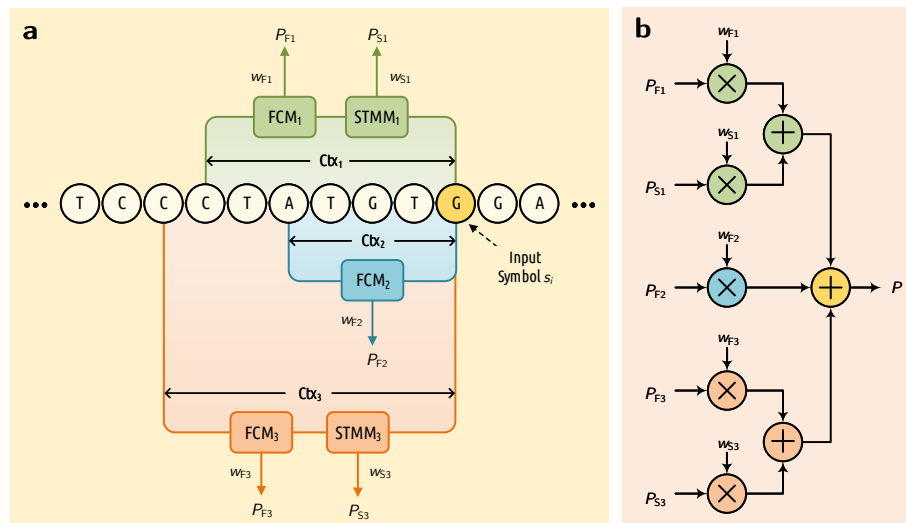 a
P_F1 P_S1
w_F1 w_S1
FCM_1 STMM_1
Ctx_1
••• T C C C T A T G T G G A •••
Ctx_2
Input
Symbol s_i
FCM_2
w_F2
P_F2
Ctx_3
FCM_3 STMM_3
w_F3 w_S3
P_F3 P_S3
b
w_F1
P_F1 ×
+
w_S1
P_S1 ×
w_F2
P_F2 × + P
w_F3
P_F3 ×
+
w_S3
P_S3 ×